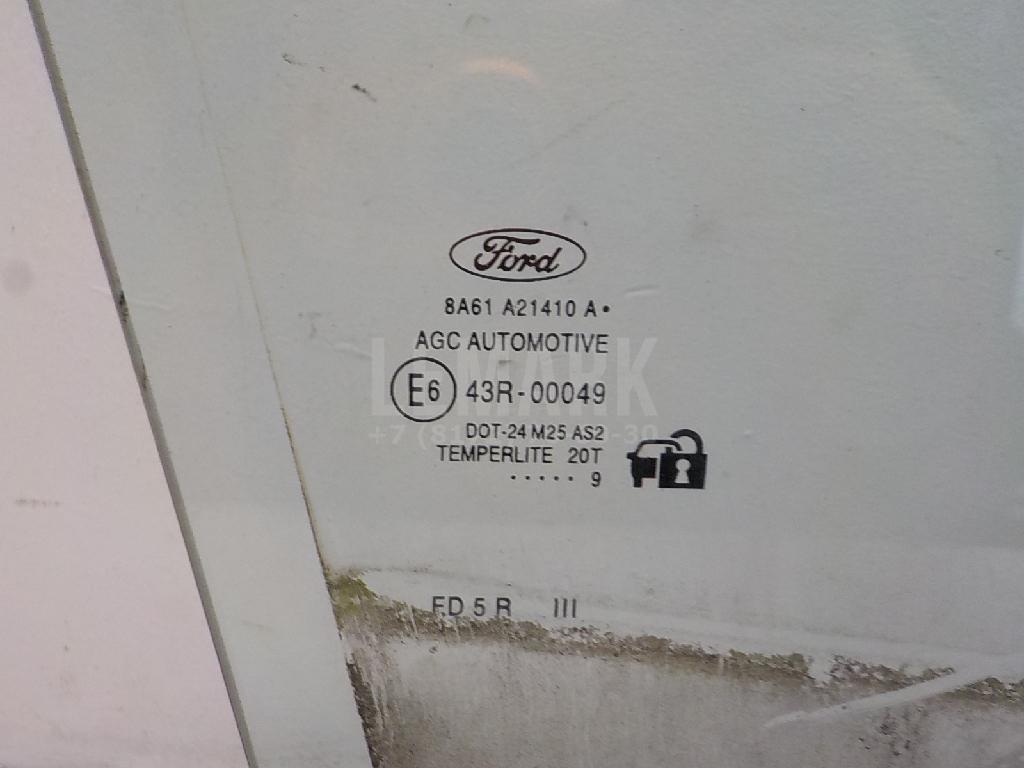 Ford
8A61 A21410 A•
AGC AUTOMOTIVE
E6 43R-00049
DOT-24 M25 AS2
TEMPERLITE 20T
..... 9
FD 5 R III